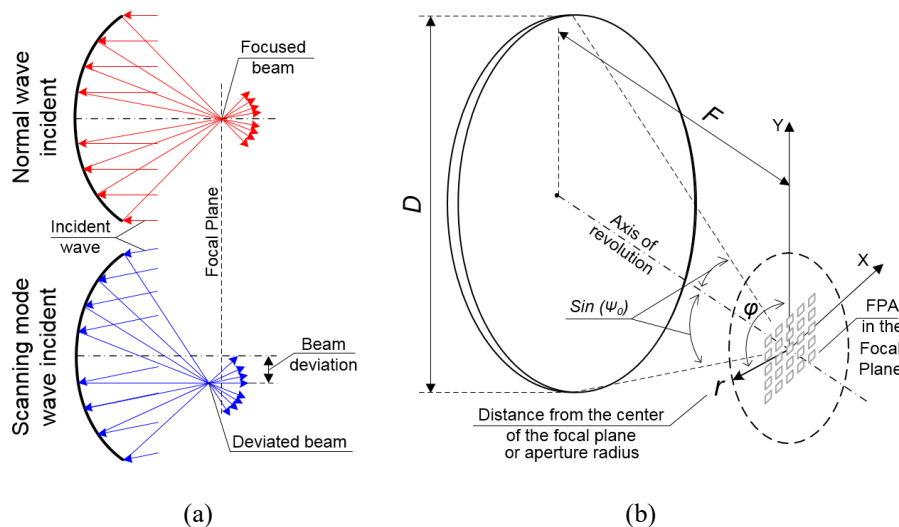 Normal wave
incident
Focused
beam
Focal Plane
Incident
wave
Scanning mode
wave incident
Beam
deviation
Deviated beam
(a)
D
F
Y
X
Axis of
revolution
Sin (Ψ₀)
φ
r
FPA
in the
Focal
Plane
Distance from the center
of the focal plane
or aperture radius
(b)